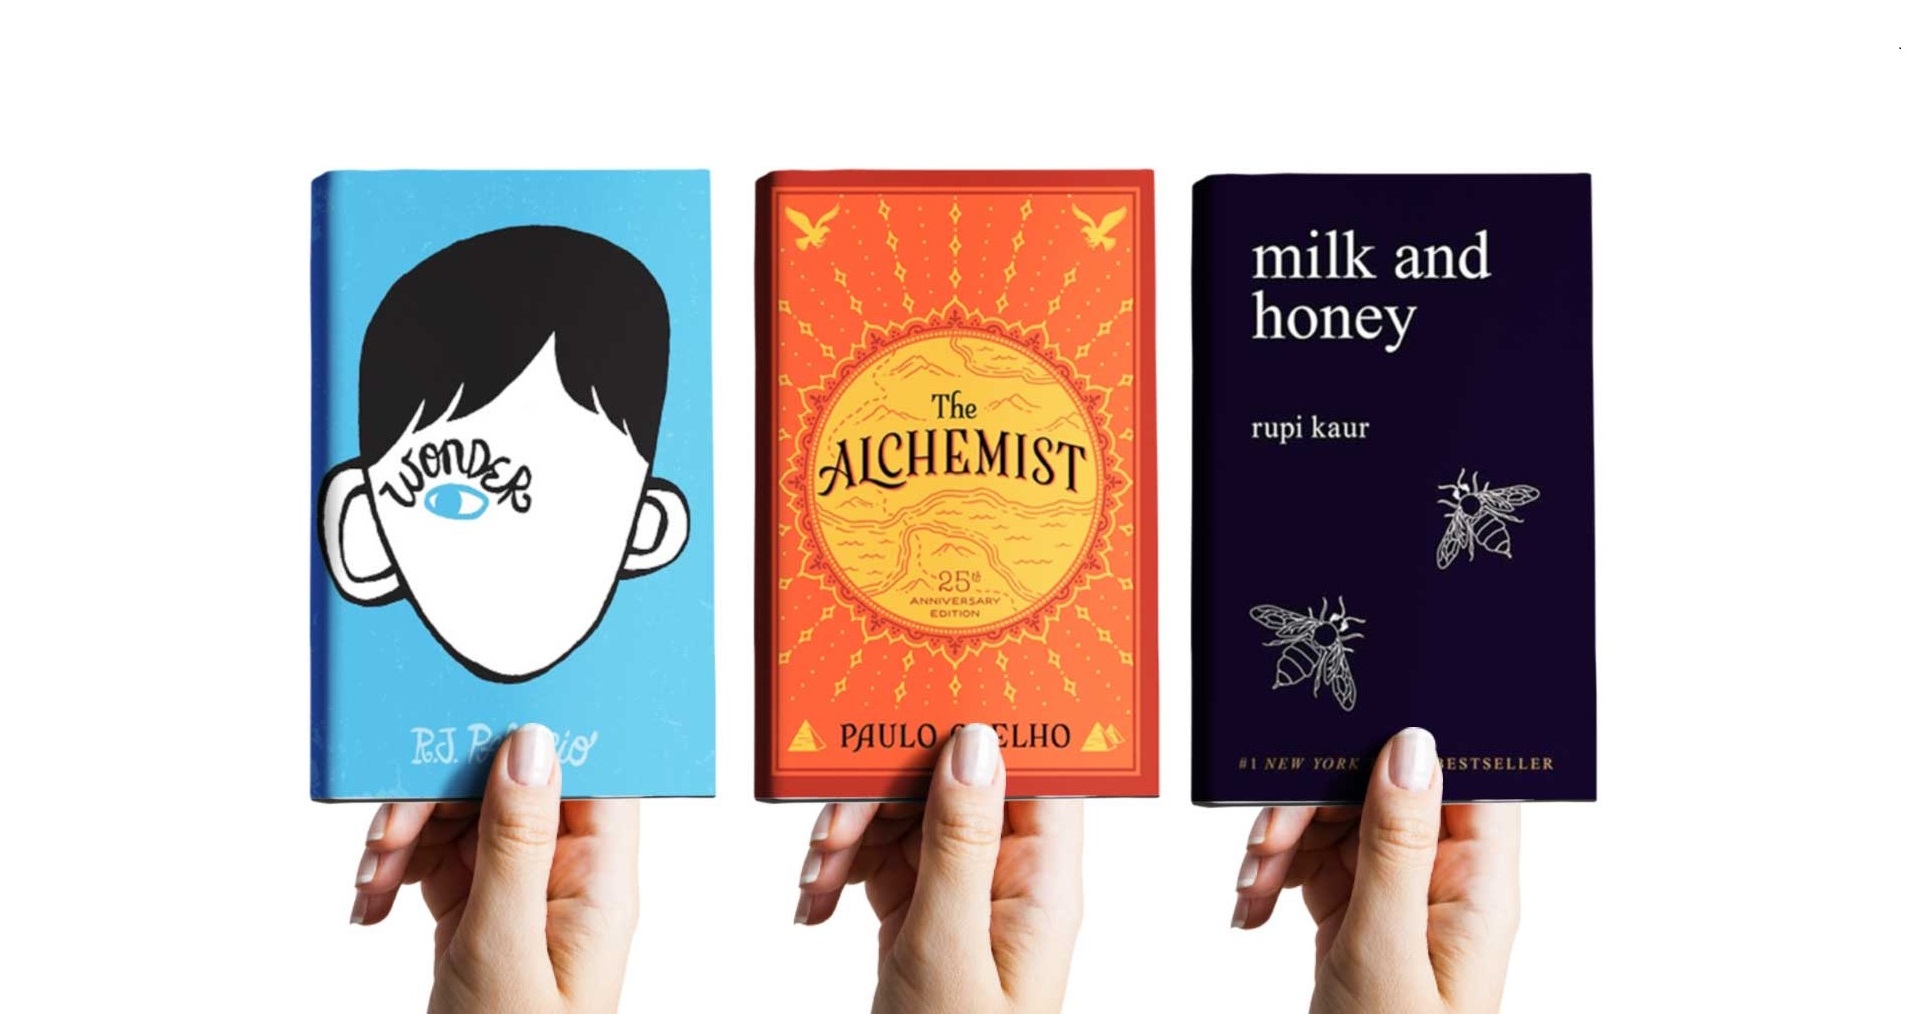 WONDER
R.J.
The
ALCHEMIST
25th
ANNIVERSARY
EDITION
PAULO
milk and
honey
rupi kaur
#1 NEW YORK BESTSELLER